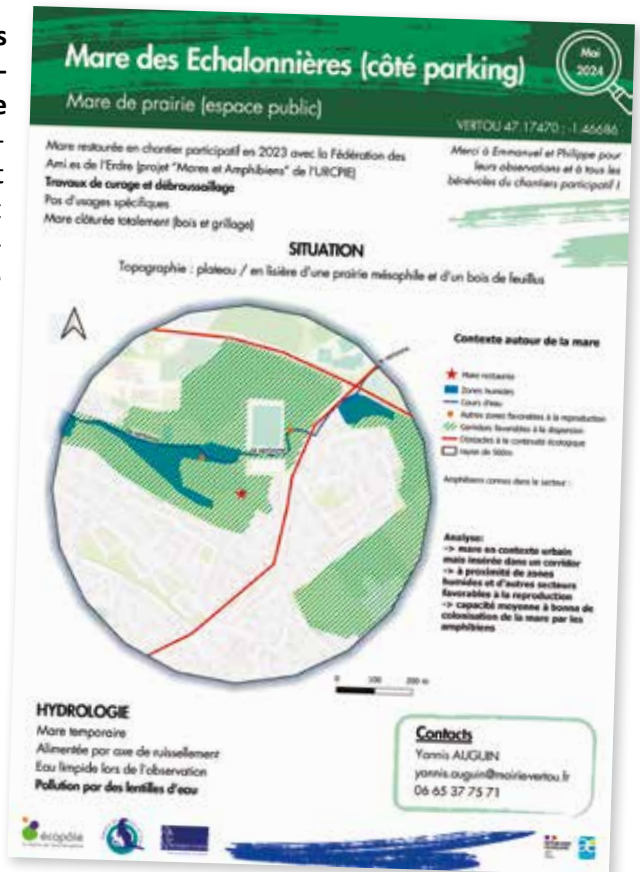 Mare des Echalonnières (côté parking)
Mai
2024
Mare de prairie (espace public)
VERTOU 47.17470 ; -1.46686
Mare restaurée en chantier participatif en 2023 avec la Fédération des
Ami·es de l'Erdre (projet "Mares et Amphibiens" de l'URCPIE)
Travaux de curage et débroussaillage
Pas d'usages spécifiques
Mare clôturée totalement (bois et grillage)
Merci à Emmanuel et Philippe pour
leurs observations et à tous les
bénévoles du chantiers participatif !
SITUATION
Topographie : plateau / en lisière d'une prairie mésophile et d'un bois de feuillus
Contexte autour de la mare
Mare restaurée
Zones humides
Cours d'eau
Autres zones favorables à la reproduction
Corridors favorables à la dispersion
Obstacles à la continuité écologique
rayon de 500m
Amphibiens connus dans le secteur :
Analyse:
-> mare en contexte urbain
mais insérée dans un corridor
-> à proximité de zones
humides et d'autres secteurs
favorables à la reproduction
-> capacité moyenne à bonne de
colonisation de la mare par les
amphibiens
0 100 200 m
HYDROLOGIE
Mare temporaire
Alimentée par axe de ruissellement
Eau limpide lors de l'observation
Pollution par des lentilles d'eau
Contacts
Yannis AUGUIN
yannis.auguin@mairie-vertou.fr
06 65 37 75 71
écopôle